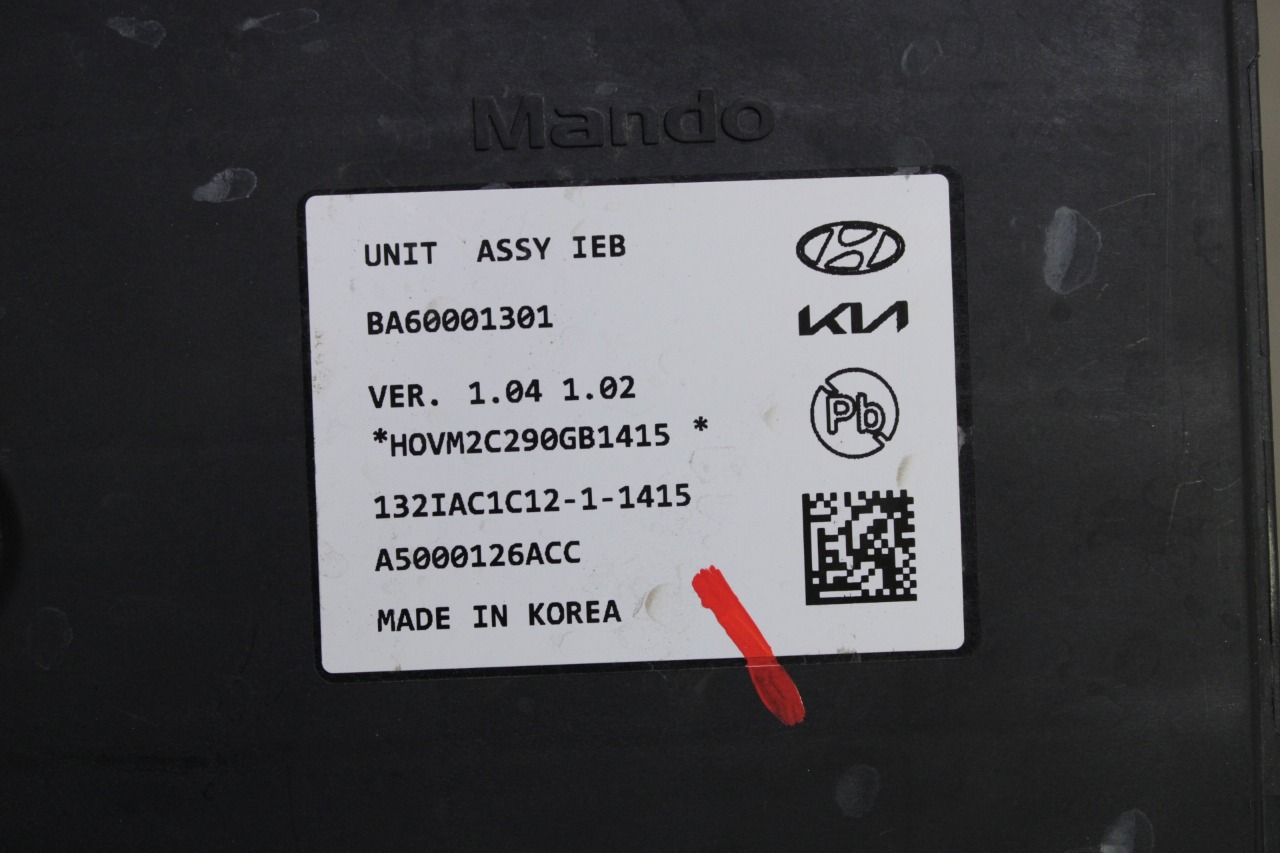 Mando
UNIT ASSY IEB
BA60001301
KIA
VER. 1.04 1.02
Pb
*HOVM2C290GB1415 *
132IAC1C12-1-1415
A5000126ACC
MADE IN KOREA